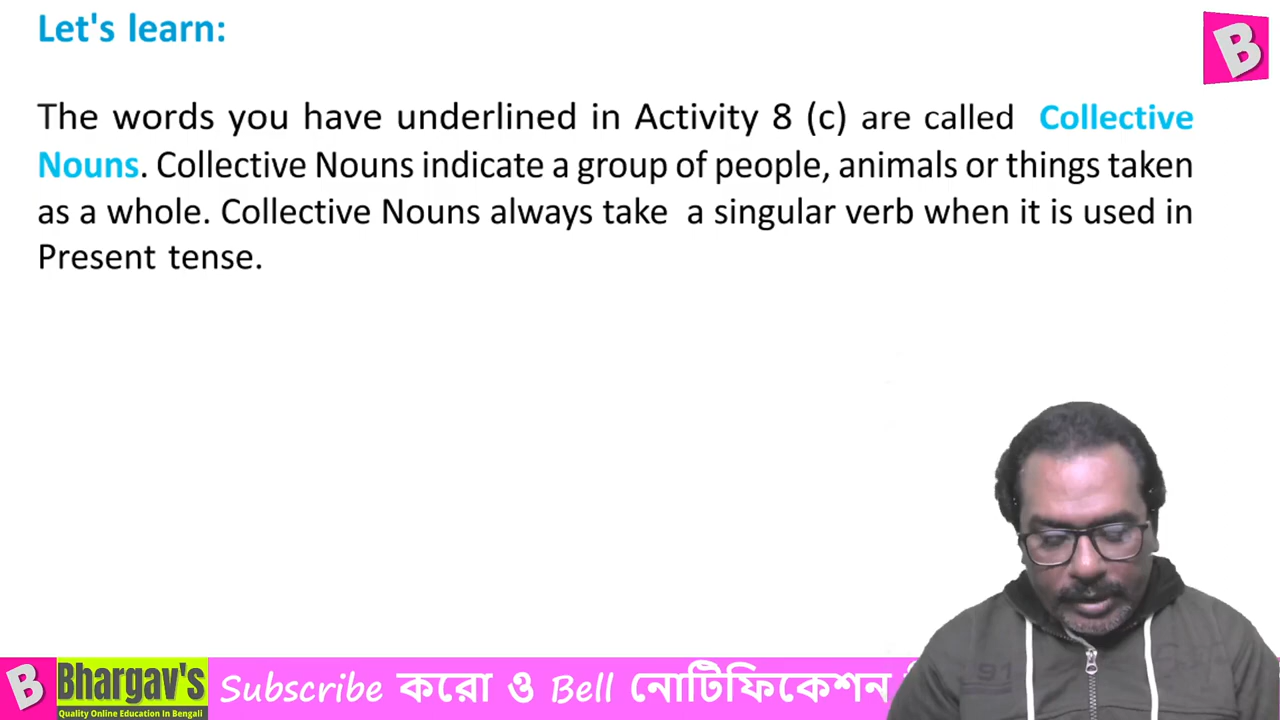 Let's learn:
B
The words you have underlined in Activity 8 (c) are called Collective
Nouns. Collective Nouns indicate a group of people, animals or things taken
as a whole. Collective Nouns always take a singular verb when it is used in
Present tense.
91
B Bhargav's Subscribe করো ও Bell নোটিফিকেশন
Quality Online Education In Bengali